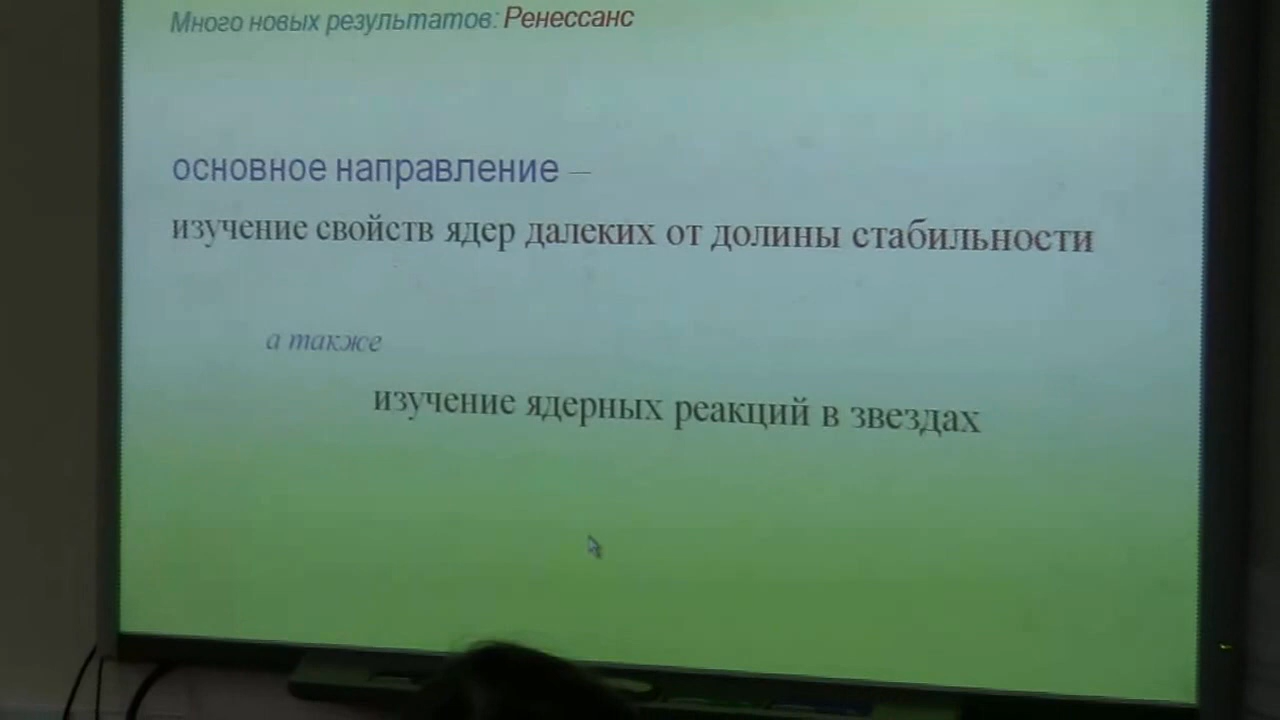 Много новых результатов: Ренессанс
основное направление –
изучение свойств ядер далеких от долины стабильности
а также
изучение ядерных реакций в звездах